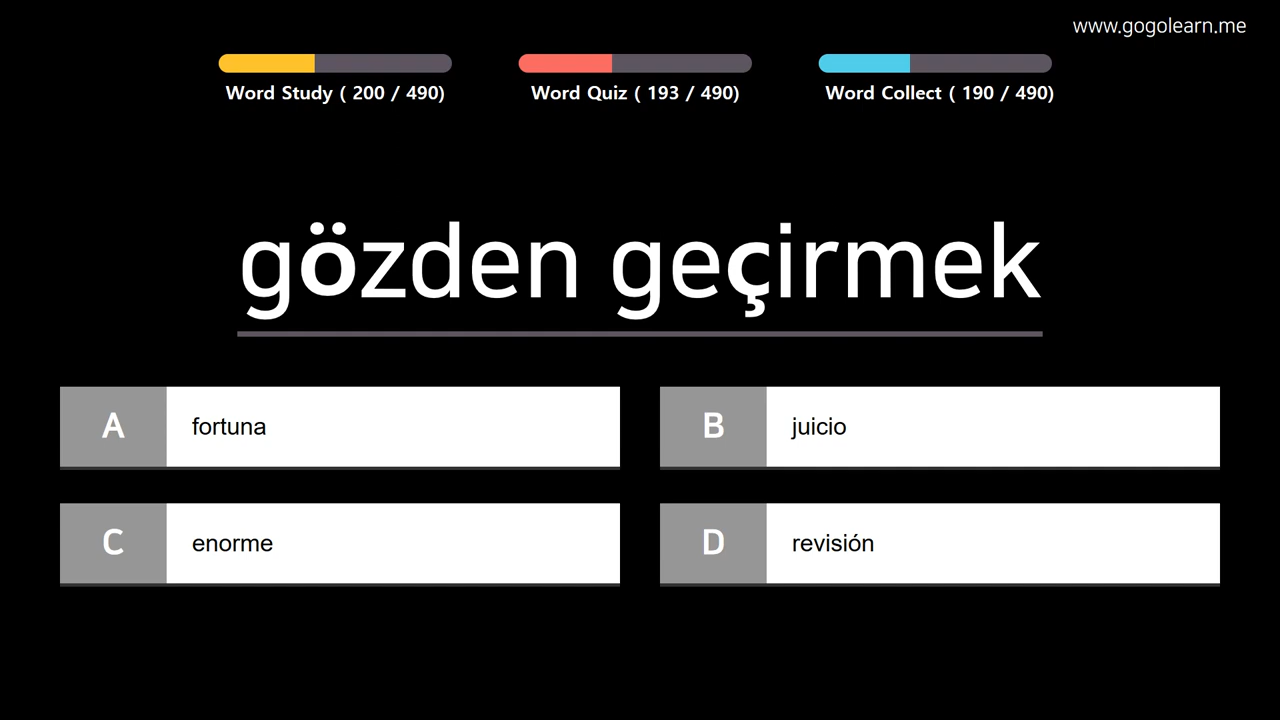 www.gogolearn.me
Word Study ( 200 / 490)
Word Quiz ( 193 / 490)
Word Collect ( 190 / 490)
gözden geçirmek
A fortuna
B juicio
C enorme
D revisión